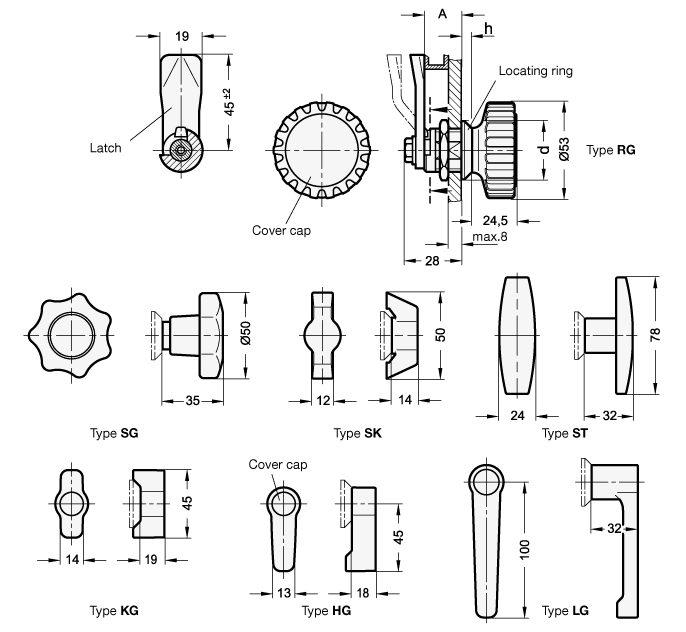 19
A
h
Locating ring
45 ±2
Latch
Cover cap
d
Ø53
Type RG
24,5
max.8
28
Ø50
35
Type SG
12
50
14
Type SK
24
78
32
Type ST
14
45
19
Type KG
Cover cap
13
45
18
Type HG
100
32
Type LG